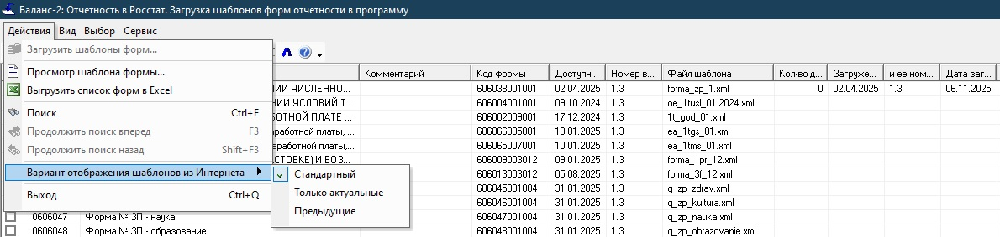 Баланс-2: Отчетность в Росстат. Загрузка шаблонов форм отчетности в программу
Действия Вид Выбор Сервис
Загрузить шаблоны форм...
Просмотр шаблона формы...
Выгрузить список форм в Excel
Поиск Ctrl+F
Продолжить поиск вперед F3
Продолжить поиск назад Shift+F3
Вариант отображения шаблонов из Интернета
Выход Ctrl+Q
Стандартный
Только актуальные
Предыдущие
Комментарий Код формы Доступн... Номер в... Файл шаблона Кол-во д... Загруже... и ее ном... Дата заг...
ИИ ЧИСЛЕННО... 606038001001 02.04.2025 1.3 forma_zp_1.xml 0 02.04.2025 1.3 06.11.2025
ИИ УСЛОВИЙ Т... 606004001001 09.10.2024 1.3 oe_1tusl_01 2024.xml
БОТНОЙ ПЛАТЕ ... 606002009001 17.12.2024 1.3 1t_god_01.xml
аработной платы, ... 606066005001 10.01.2025 1.3 ea_1tgs_01.xml
аработной платы,... 606065007001 10.01.2025 1.3 ea_1tms_01.xml
АСТОВКЕ) И ВОЗ... 606009003012 09.01.2025 1.3 forma_1pr_12.xml
606013003012 05.08.2025 1.3 forma_3f_12.xml
606045001004 31.01.2025 1.3 q_zp_zdrav.xml
606046001004 31.01.2025 1.3 q_zp_kultura.xml
0606047 Форма № ЗП - наука 606047001004 31.01.2025 1.3 q_zp_nauka.xml
0606048 Форма № ЗП - образование 606048001004 31.01.2025 1.3 q_zp_obrazovanie.xml